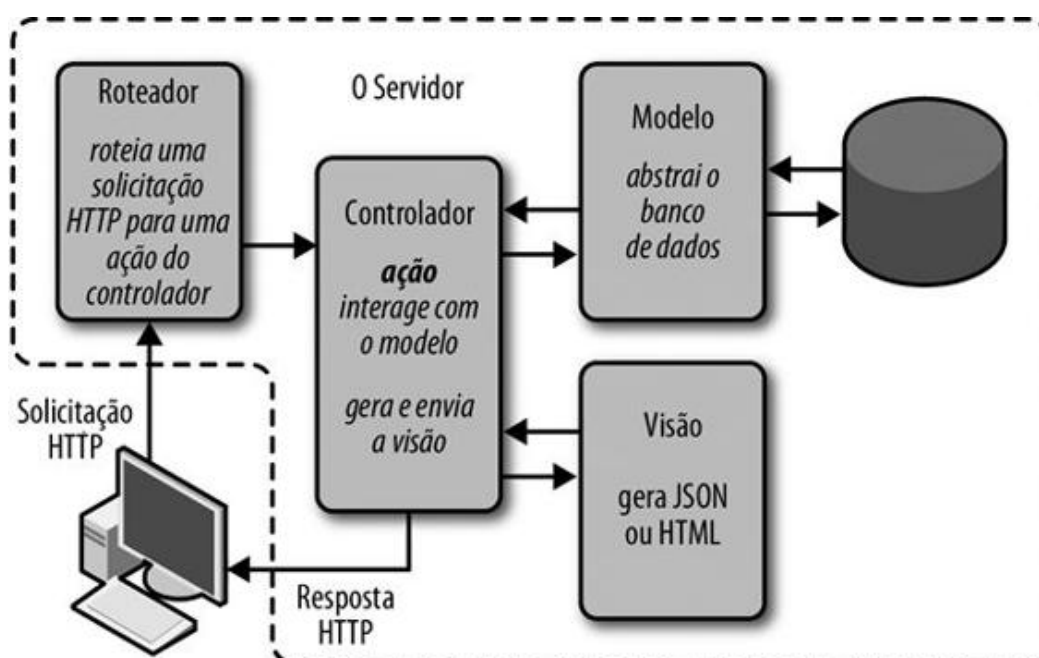 Roteador
roteia uma
solicitação
HTTP para uma
ação do
controlador
O Servidor
Controlador
ação
interage com
o modelo
gera e envia
a visão
Modelo
abstrai o
banco
de dados
Visão
gera JSON
ou HTML
Solicitação
HTTP
Resposta
HTTP